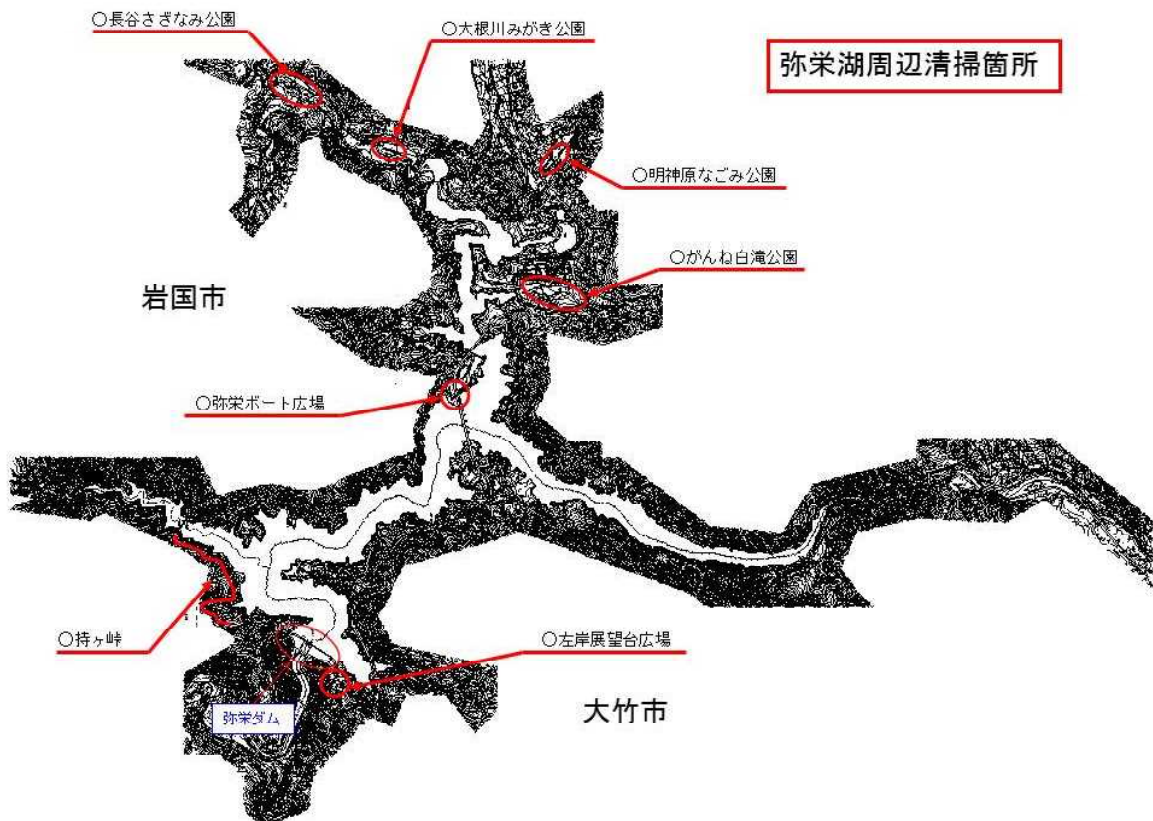 ○長谷さざなみ公園
○大根川みがき公園
弥栄湖周辺清掃箇所
○明神原なごみ公園
○がんね白滝公園
岩国市
○弥栄ボート広場
○持ヶ峠
○左岸展望台広場
弥栄ダム
大竹市